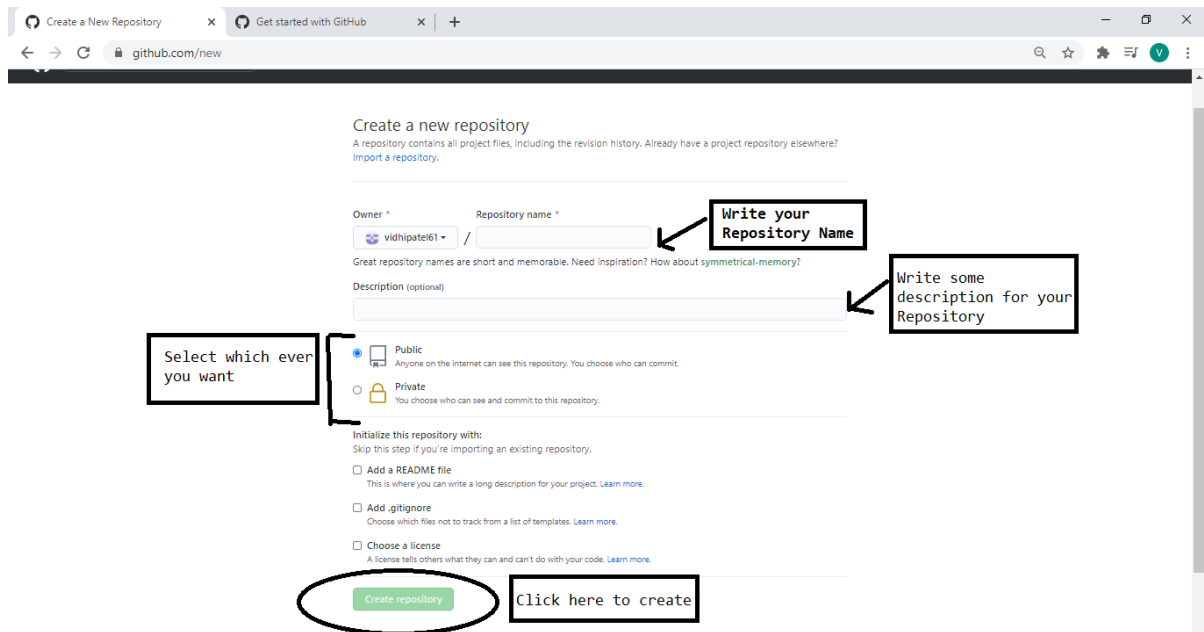 Create a New Repository
Get started with GitHub
github.com/new
V
Create a new repository
A repository contains all project files, including the revision history. Already have a project repository elsewhere?
Import a repository.
Owner *
Repository name *
Write your
Repository Name
vidhipatel61
/
Great repository names are short and memorable. Need inspiration? How about symmetrical-memory?
Write some
description for your
Repository
Description (optional)
Select which ever
you want
Public
Anyone on the internet can see this repository. You choose who can commit.
Private
You choose who can see and commit to this repository.
Initialize this repository with:
Skip this step if you're importing an existing repository.
Add a README file
This is where you can write a long description for your project. Learn more.
Add .gitignore
Choose which files not to track from a list of templates. Learn more.
Choose a license
A license tells others what they can and can't do with your code. Learn more.
Create repository
Click here to create